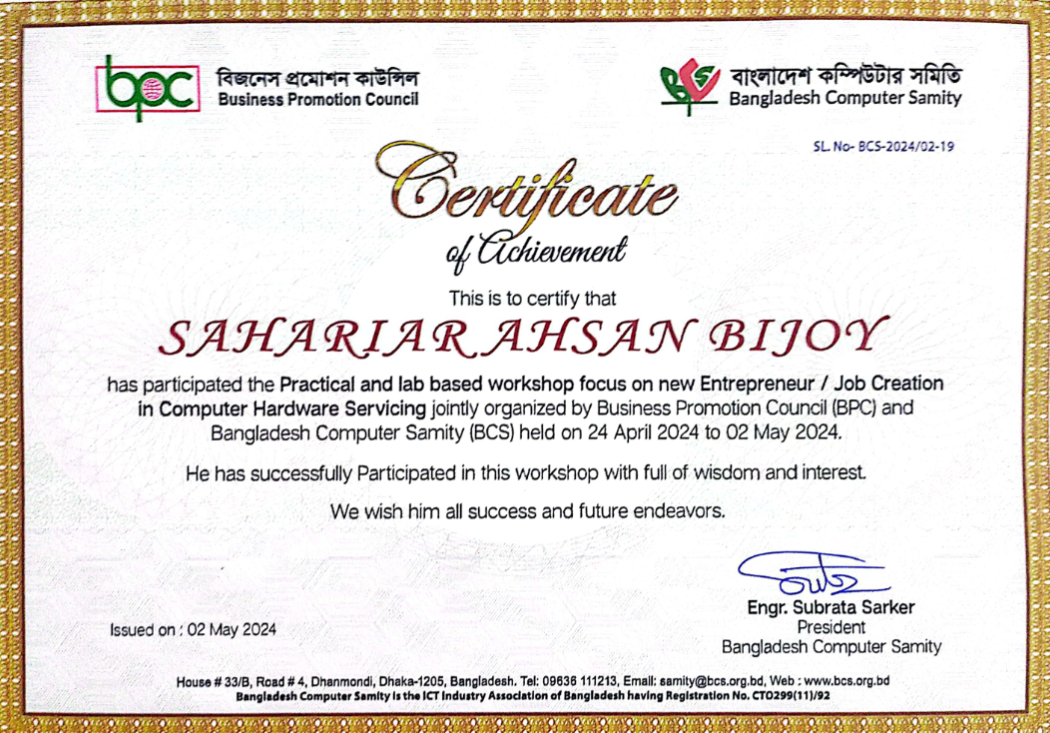 bpc
বিজনেস প্রমোশন কাউন্সিল
Business Promotion Council
BCS
বাংলাদেশ কম্পিউটার সমিতি
Bangladesh Computer Samity
SL. No- BCS-2024/02-19
Certificate
of Achievement
This is to certify that
SAHARIAR AHSAN BIJOY
has participated the Practical and lab based workshop focus on new Entrepreneur / Job Creation
in Computer Hardware Servicing jointly organized by Business Promotion Council (BPC) and
Bangladesh Computer Samity (BCS) held on 24 April 2024 to 02 May 2024.
He has successfully Participated in this workshop with full of wisdom and interest.
We wish him all success and future endeavors.
Engr. Subrata Sarker
President
Bangladesh Computer Samity
Issued on : 02 May 2024
House # 33/B, Road # 4, Dhanmondi, Dhaka-1205, Bangladesh. Tel: 09636 111213, Email: samity@bcs.org.bd, Web : www.bcs.org.bd
Bangladesh Computer Samity is the ICT Industry Association of Bangladesh having Registration No. CTO299(11)/92